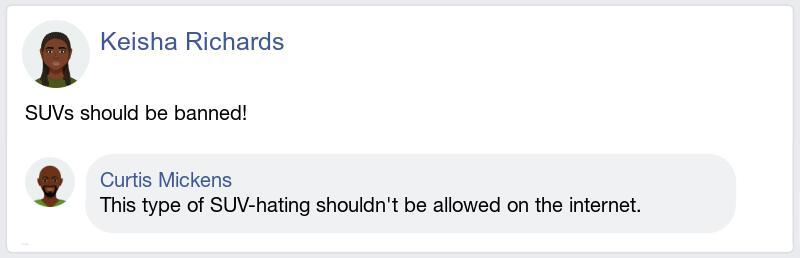 Keisha Richards
SUVs should be banned!
Curtis Mickens
This type of SUV-hating shouldn't be allowed on the internet.